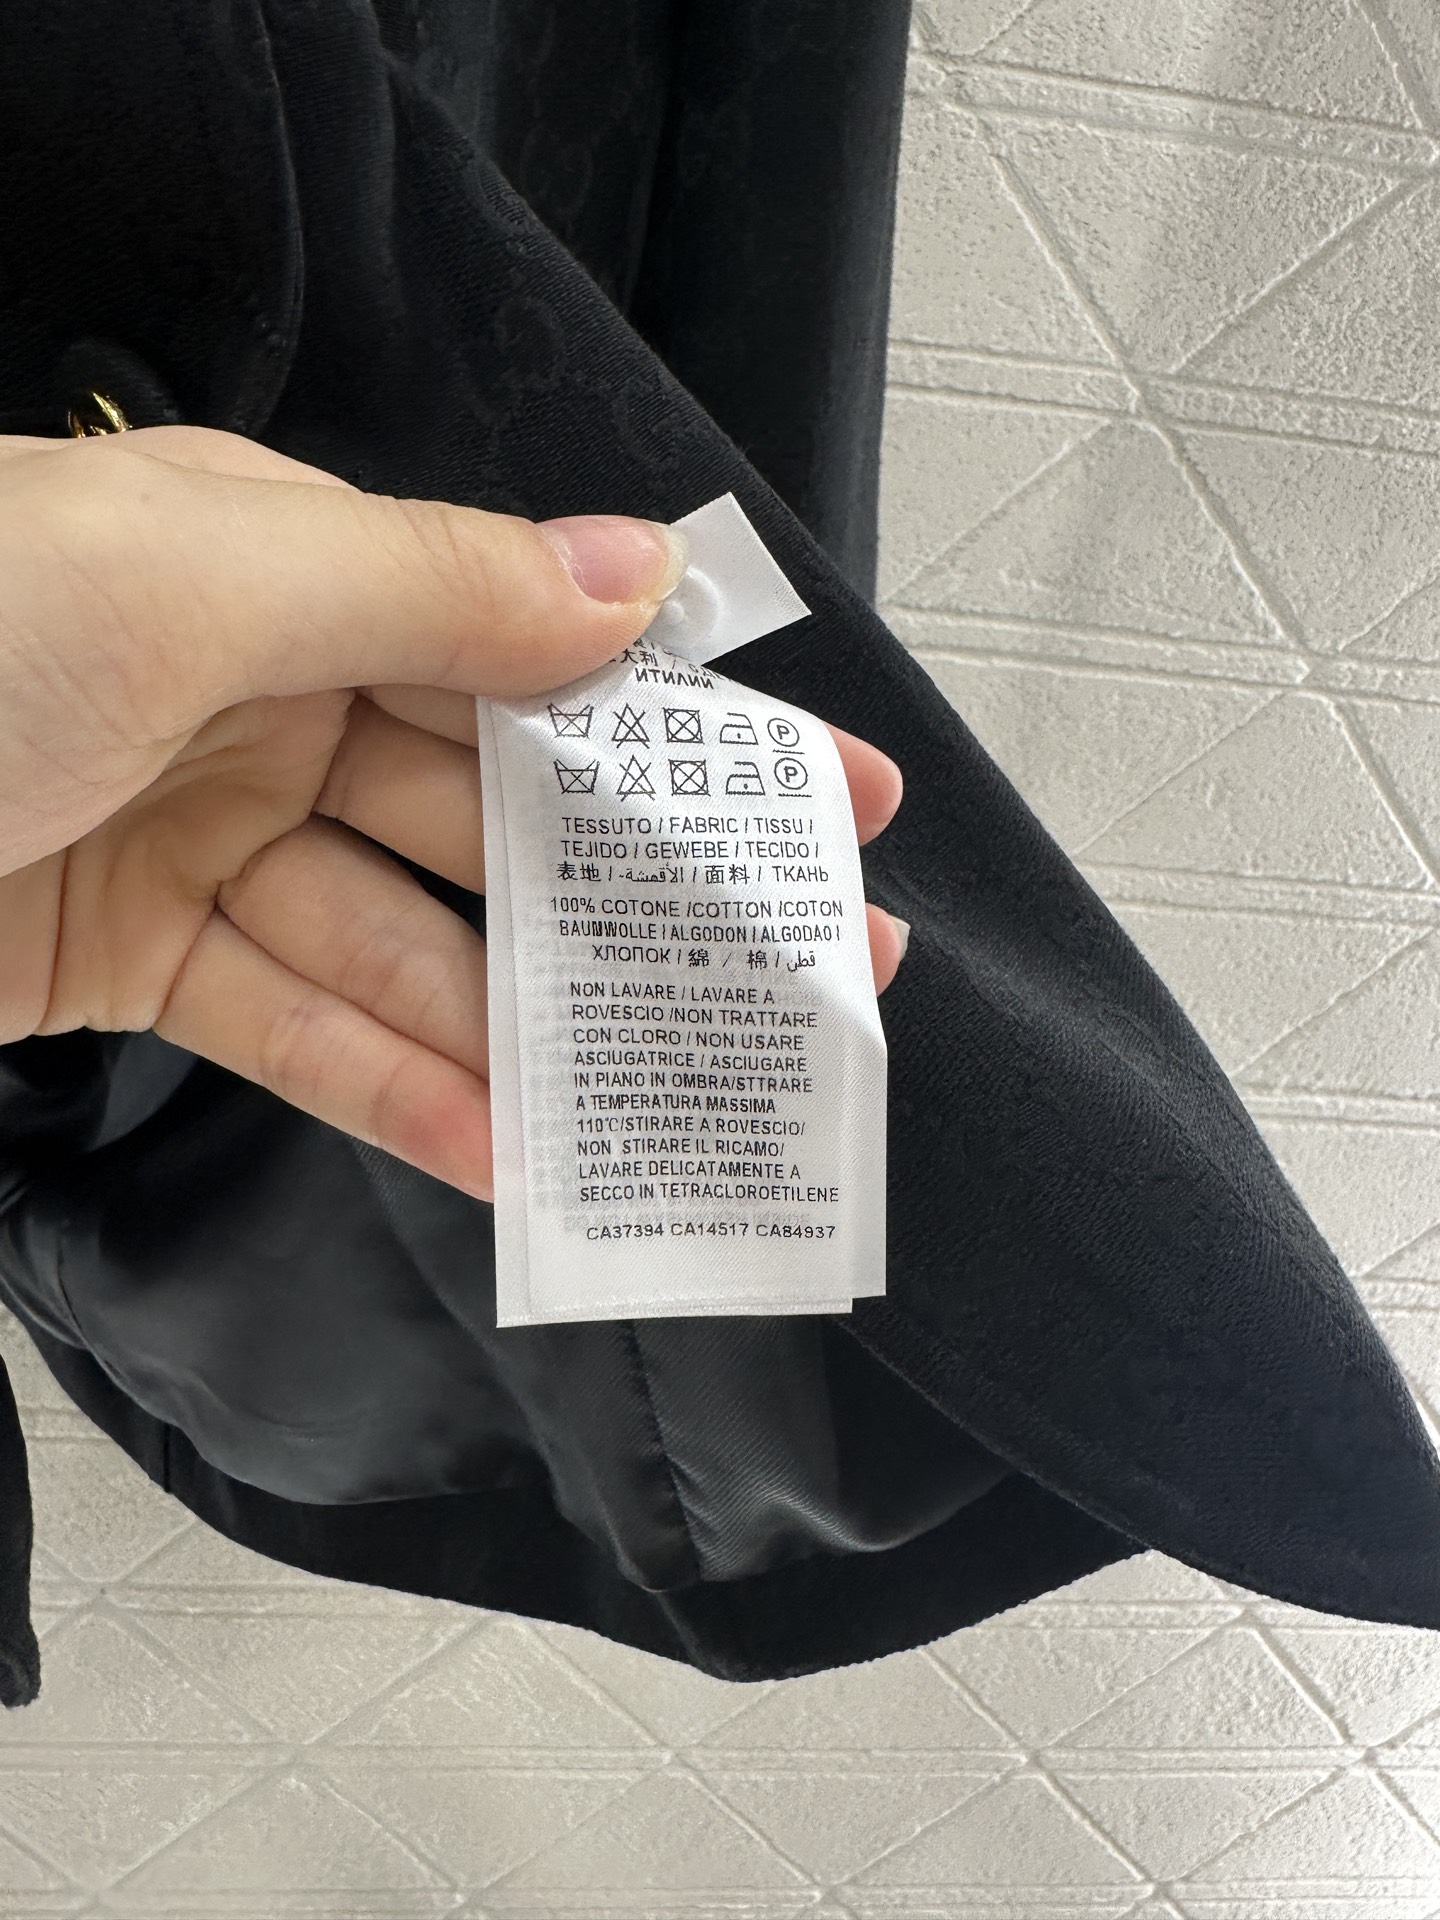 大利 /
ИТИЛИИ
P
P
TESSUTO / FABRIC / TISSU /
TEJIDO / GEWEBE / TECIDO /
表地 / الأقمشة- / 面料 / ТКАНЬ
100% COTONE /COTTON /COTON
BAUMWOLLE / ALGODON / ALGODAO /
ХЛОПОК / 綿 / 棉 / قطن
NON LAVARE / LAVARE A
ROVESCIO /NON TRATTARE
CON CLORO / NON USARE
ASCIUGATRICE / ASCIUGARE
IN PIANO IN OMBRA/STTRARE
A TEMPERATURA MASSIMA
110℃/STIRARE A ROVESCIO/
NON STIRARE IL RICAMO/
LAVARE DELICATAMENTE A
SECCO IN TETRACLOROETILENE
CA37394 CA14517 CA84937